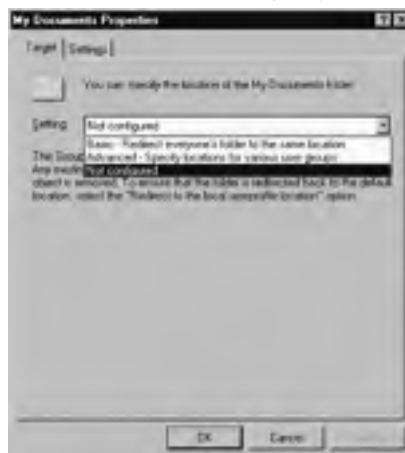 My Documents Properties
Target
Settings
You can specify the location of the My Documents folder.
Setting:
Not configured
Basic - Redirect everyone's folder to the same location
Advanced - Specify locations for various user groups
Not configured
This Group
Any existing
object is removed. To ensure that the folder is redirected back to the default
location, select the "Redirect to the local userprofile location" option.
OK
Cancel